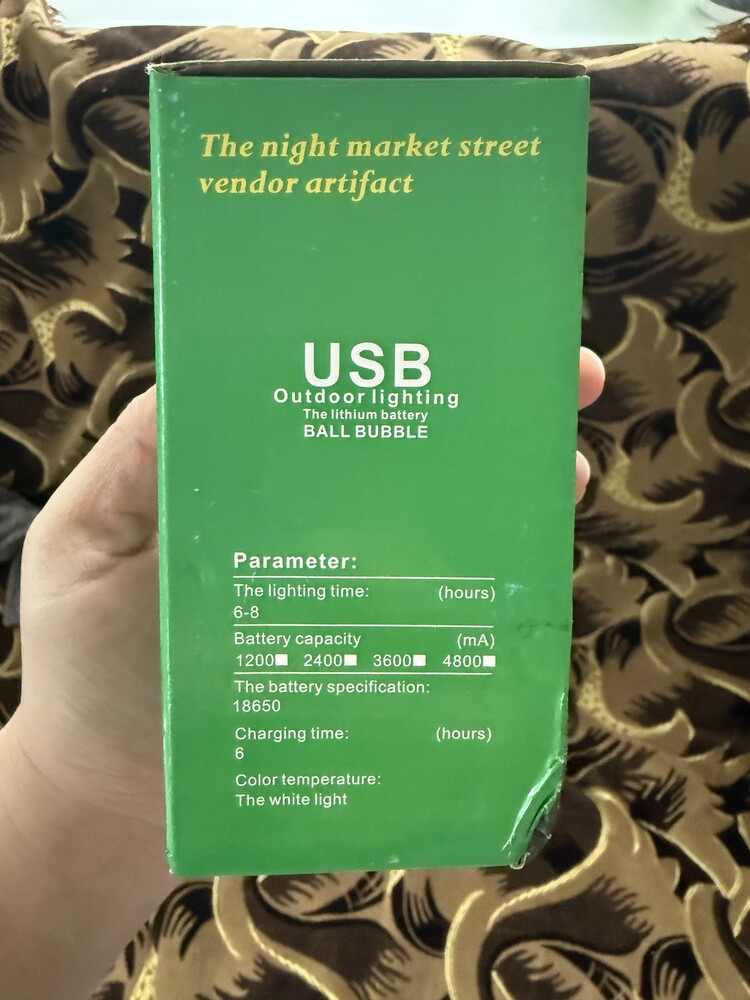 The night market street
vendor artifact
USB
Outdoor lighting
The lithium battery
BALL BUBBLE
Parameter:
The lighting time: (hours)
6-8
Battery capacity (mA)
1200■ 2400■ 3600■ 4800■
The battery specification:
18650
Charging time: (hours)
6
Color temperature:
The white light